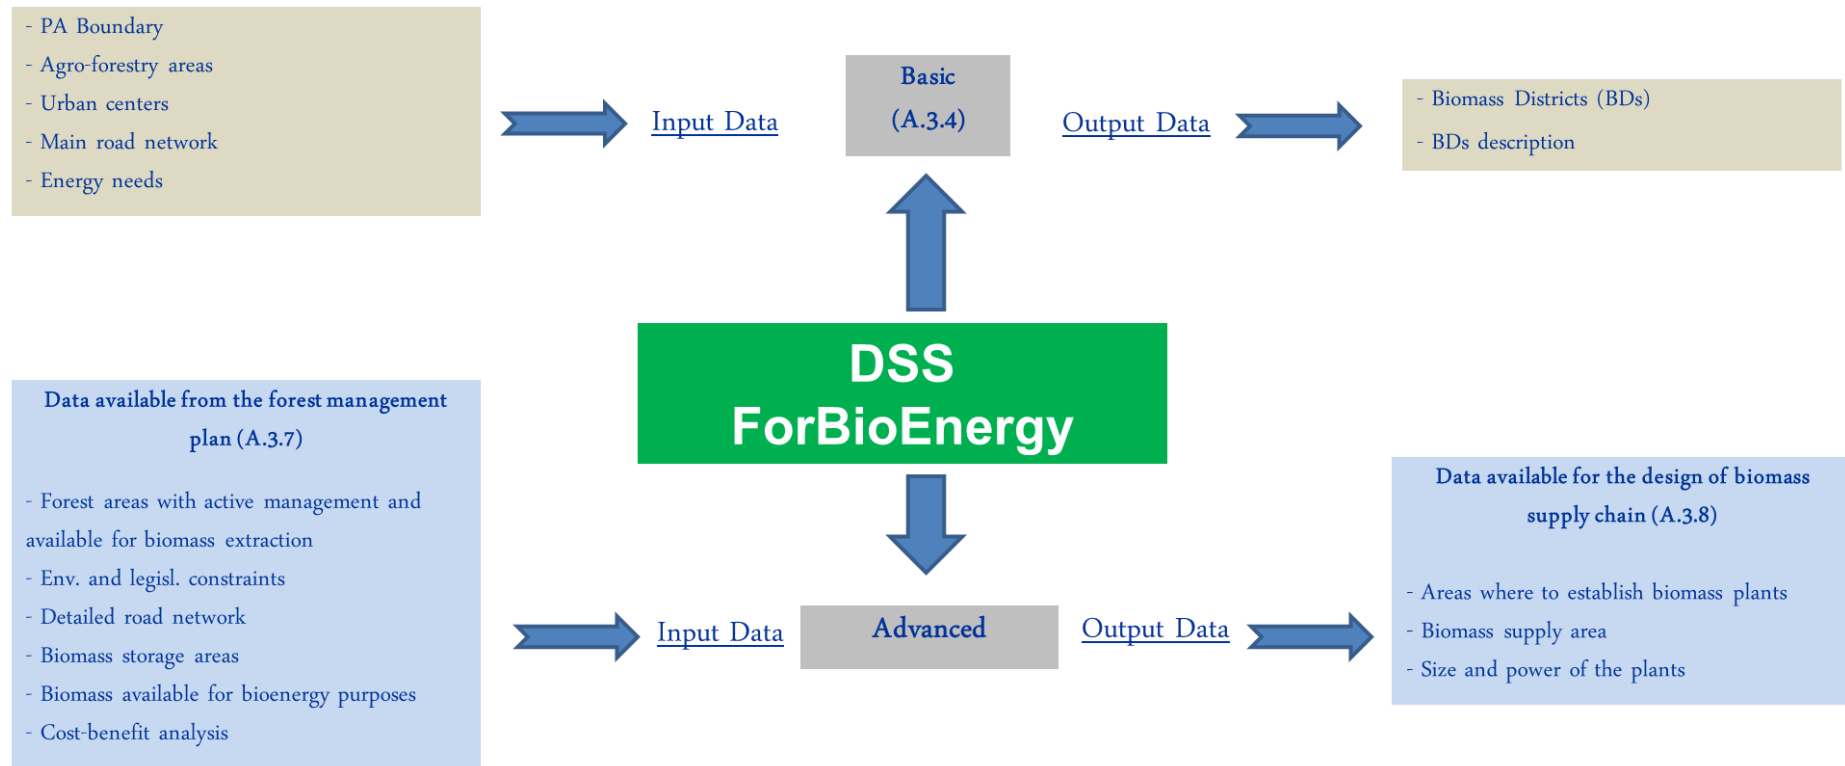 - PA Boundary
- Agro-forestry areas
- Urban centers
- Main road network
- Energy needs
Input Data
Basic
(A.3.4)
Output Data
- Biomass Districts (BDs)
- BDs description
DSS
ForBioEnergy
Data available from the forest management
plan (A.3.7)
- Forest areas with active management and
available for biomass extraction
- Env. and legisl. constraints
- Detailed road network
- Biomass storage areas
- Biomass available for bioenergy purposes
- Cost-benefit analysis
Input Data
Advanced
Output Data
Data available for the design of biomass
supply chain (A.3.8)
- Areas where to establish biomass plants
- Biomass supply area
- Size and power of the plants